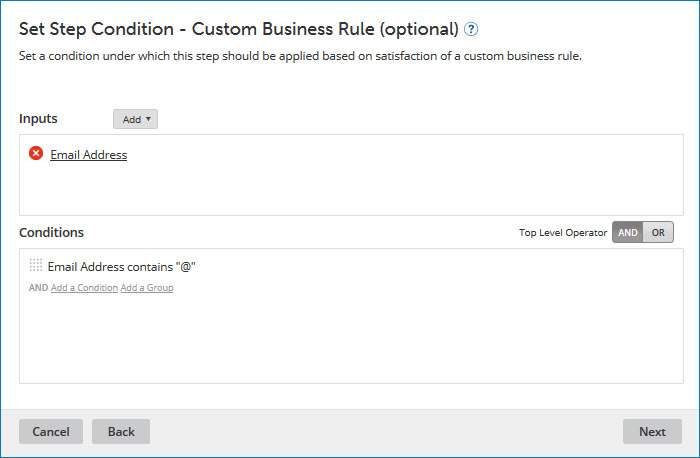 Set Step Condition - Custom Business Rule (optional) ?
Set a condition under which this step should be applied based on satisfaction of a custom business rule.
Inputs Add
Email Address
Conditions Top Level Operator AND OR
Email Address contains "@"
AND Add a Condition Add a Group
Cancel Back Next